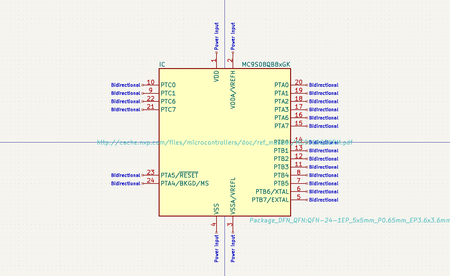 Power Input
Power Input
1
2
IC
MC9S08QB8xGK
VDD
VDDA/VREFH
Bidirectional 10 PTC0
PTA0 20 Bidirectional
Bidirectional 9 PTC1
PTA1 19 Bidirectional
Bidirectional 22 PTC6
PTA2 18 Bidirectional
Bidirectional 21 PTC7
PTA3 17 Bidirectional
PTA6 16 Bidirectional
PTA7 15 Bidirectional
http://cache.nxp.com/files/microcontrollers/doc/ref_m
PTB0 14
.pdf
PTB1 13 Bidirectional
PTB2 12 Bidirectional
PTB3 11 Bidirectional
Bidirectional 23 PTA5/RESET
PTB4 8 Bidirectional
Bidirectional 24 PTA4/BKGD/MS
PTB5 7 Bidirectional
PTB6/XTAL 6 Bidirectional
PTB7/EXTAL 5 Bidirectional
VSS
VSSA/VREFL
Package_DFN_QFN:QFN-24-1EP_5x5mm_P0.65mm_EP3.6x3.6mm
4
3
Power Input
Power Input